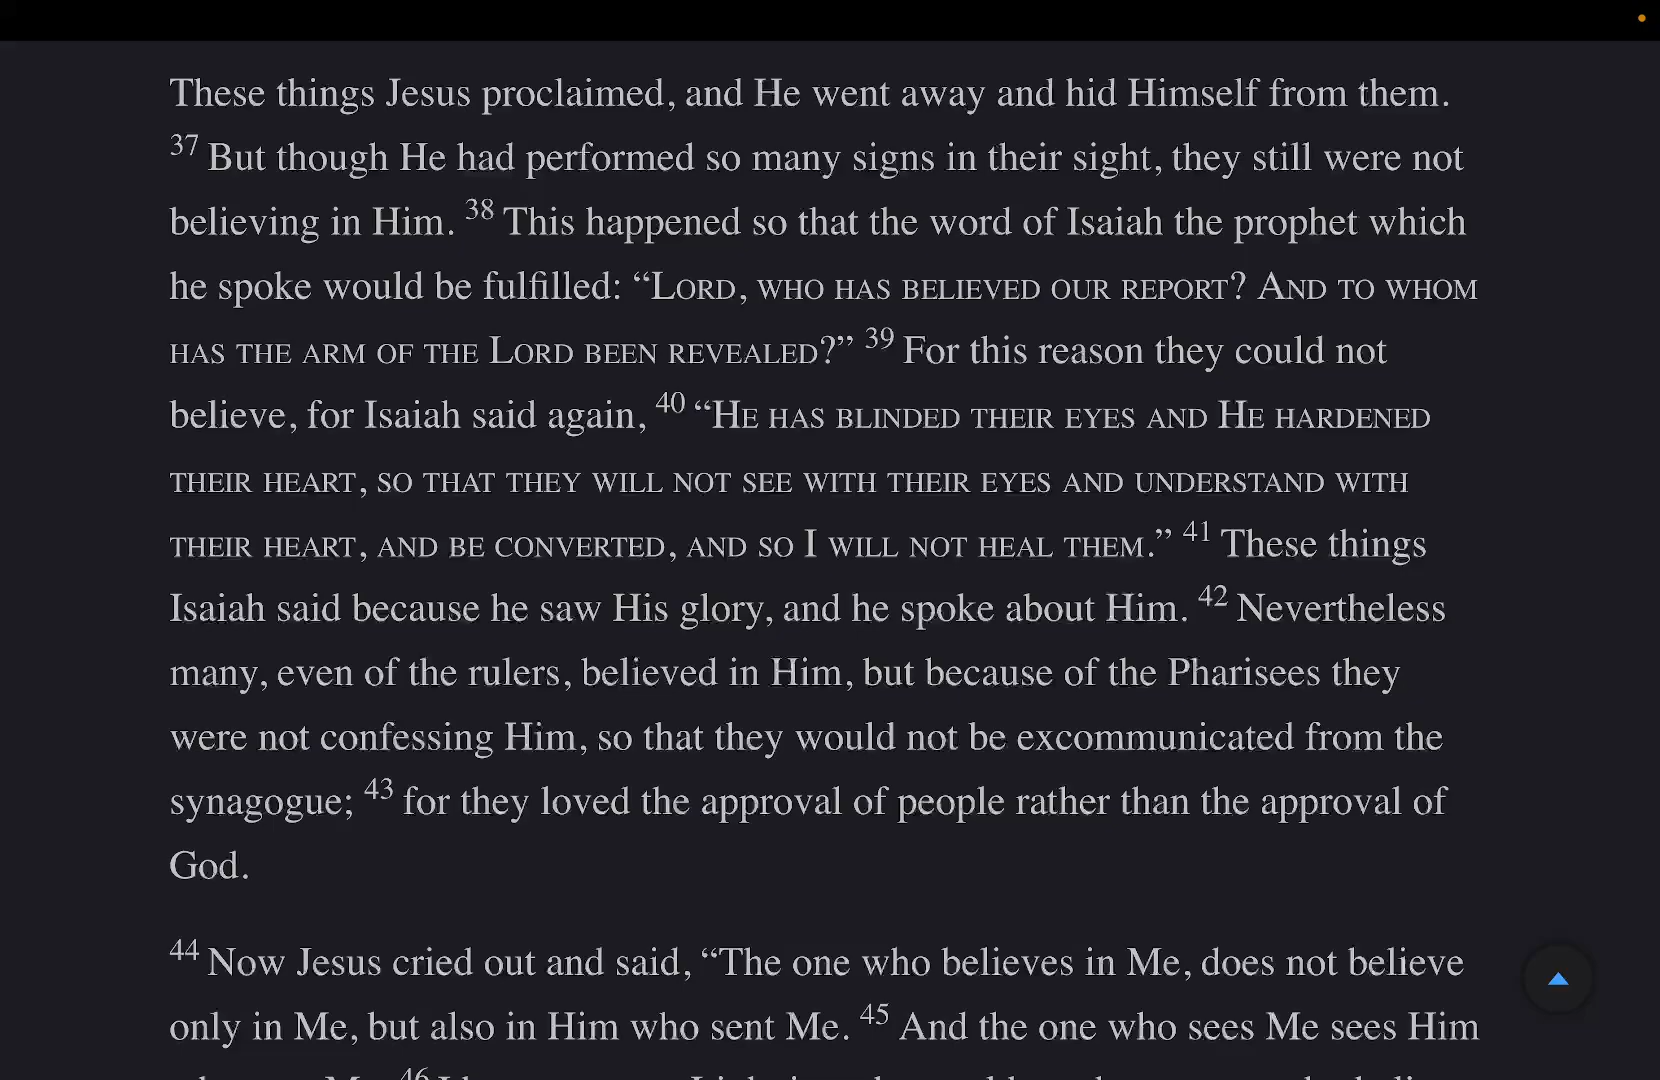 These things Jesus proclaimed, and He went away and hid Himself from them.
37 But though He had performed so many signs in their sight, they still were not
believing in Him. 38 This happened so that the word of Isaiah the prophet which
he spoke would be fulfilled: “Lord, who has believed our report? And to whom
has the arm of the Lord been revealed?” 39 For this reason they could not
believe, for Isaiah said again, 40 “He has blinded their eyes and He hardened
their heart, so that they will not see with their eyes and understand with
their heart, and be converted, and so I will not heal them.” 41 These things
Isaiah said because he saw His glory, and he spoke about Him. 42 Nevertheless
many, even of the rulers, believed in Him, but because of the Pharisees they
were not confessing Him, so that they would not be excommunicated from the
synagogue; 43 for they loved the approval of people rather than the approval of
God.
44 Now Jesus cried out and said, “The one who believes in Me, does not believe
only in Me, but also in Him who sent Me. 45 And the one who sees Me sees Him